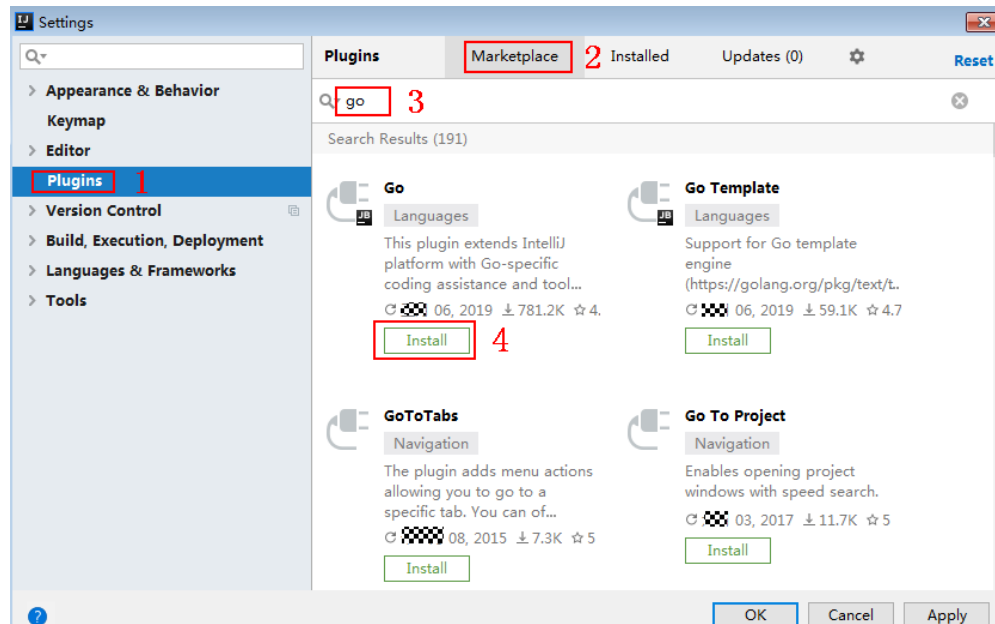 Settings
Plugins
Marketplace
2
Installed
Updates (0)
Reset
Appearance & Behavior
Keymap
Editor
Plugins
1
Version Control
Build, Execution, Deployment
Languages & Frameworks
Tools
go
3
Search Results (191)
Go
Languages
This plugin extends IntelliJ
platform with Go-specific
coding assistance and tool...
06, 2019 781.2K 4.
Install
4
Go Template
Languages
Support for Go template
engine
(https://golang.org/pkg/text/t..
06, 2019 59.1K 4.7
Install
GoToTabs
Navigation
The plugin adds menu actions
allowing you to go to a
specific tab. You can of...
08, 2015 7.3K 5
Install
Go To Project
Navigation
Enables opening project
windows with speed search.
03, 2017 11.7K 5
Install
?
OK
Cancel
Apply